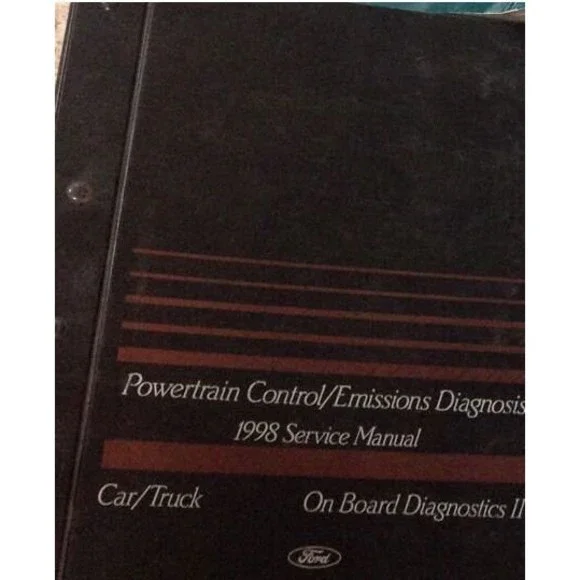 Powertrain Control/Emissions Diagnosis
1998 Service Manual
Car/Truck On Board Diagnostics II
Ford